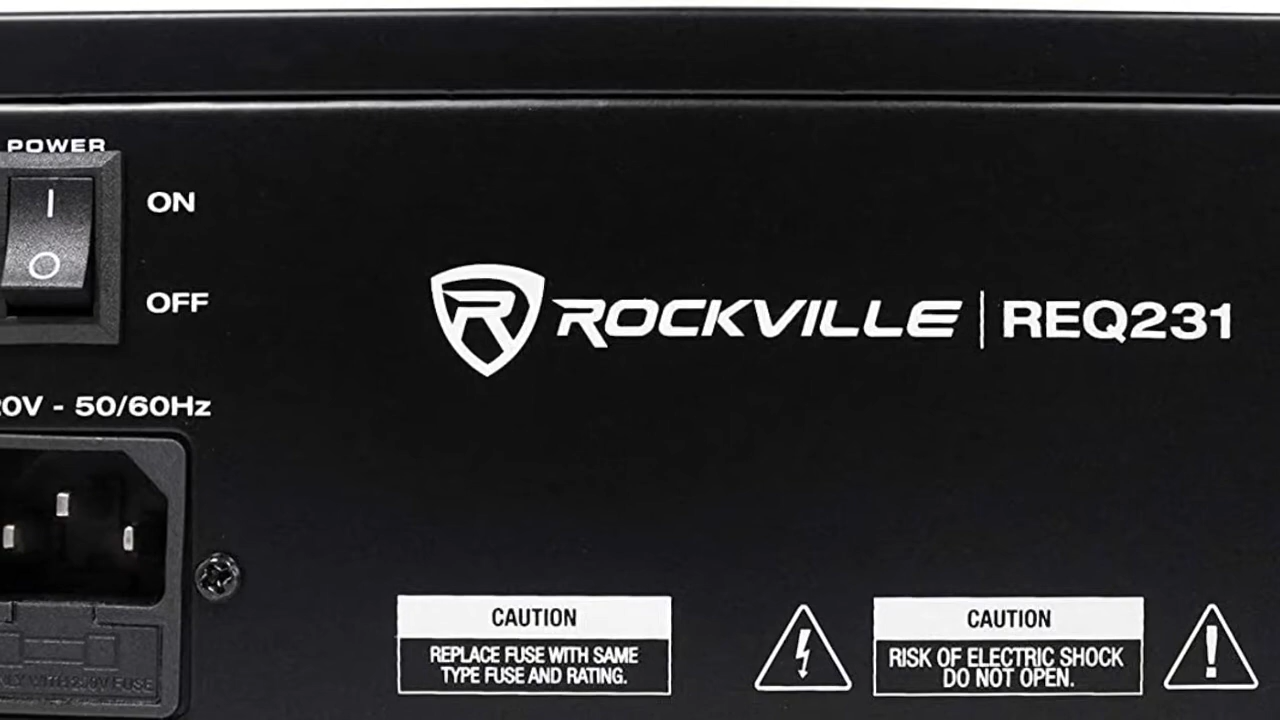 POWER
I
ON
O
OFF
0V - 50/60Hz
ROCKVILLE | REQ231
CAUTION
REPLACE FUSE WITH SAME
TYPE FUSE AND RATING.
CAUTION
RISK OF ELECTRIC SHOCK
DO NOT OPEN.
FUSE